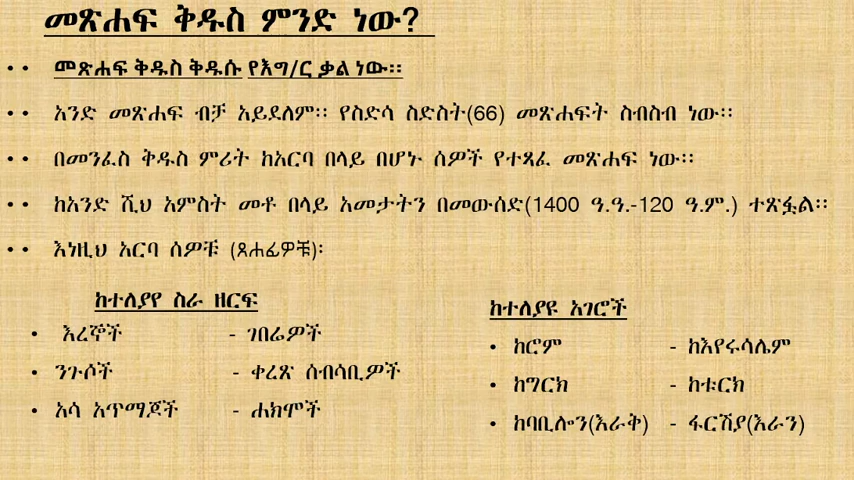 መጽሐፍ ቅዱስ ምንድ ነው?
•• መጽሐፍ ቅዱስ ቅዱሱ የእግ/ር ቃል ነው።
•• አንድ መጽሐፍ ብቻ አይደለም። የስድሳ ስድስት(66) መጽሐፍት ስብስብ ነው።
•• በመንፈስ ቅዱስ ምሪት ከአርባ በላይ በሆኑ ሰዎች የተጻፈ መጽሐፍ ነው።
•• ከአንድ ሺህ አምስት መቶ በላይ አመታትን በመውሰድ(1400 ዓ.ዓ.-120 ዓ.ም.) ተጽፏል።
•• እነዚህ አርባ ሰዎቹ (ጸሐፊዎቹ)፡
ከተለያየ ስራ ዘርፍ
• እረኞች - ገበሬዎች
• ንጉሶች - ቀረጽ ሰብሳቢዎች
• አሳ አጥማጆች - ሐክሞች
ከተለያዩ አገሮች
• ከሮም - ከእየሩሳሌም
• ከግርክ - ከቱርክ
• ከባቢሎን(እራቅ) - ፋርሽያ(እራን)